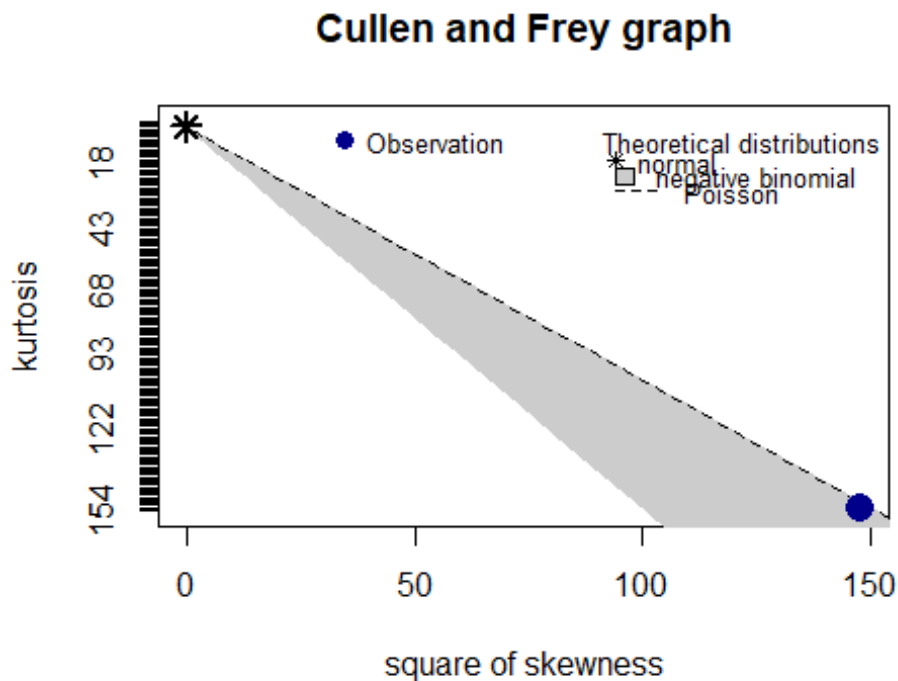 Cullen and Frey graph
Observation
Theoretical distributions
normal
negative binomial
Poisson
kurtosis
18
43
68
93
122
154
0
50
100
150
square of skewness